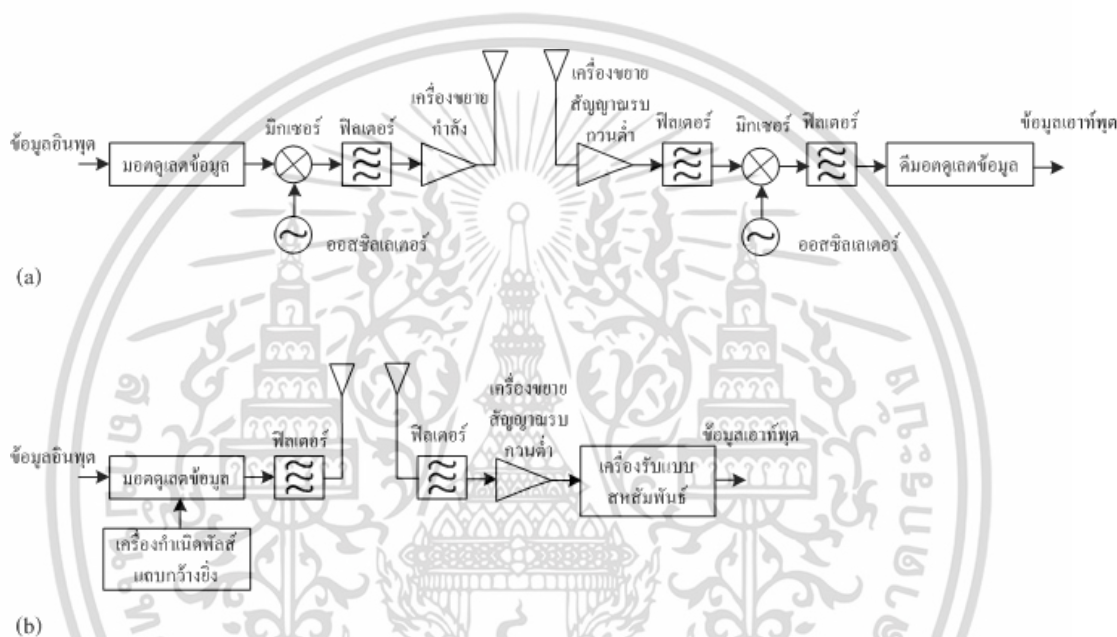 ข้อมูลอินพุต
มอดูเลตข้อมูล
มิกเซอร์
ออสซิลเลเตอร์
ฟิลเตอร์
เครื่องขยาย
กำลัง
เครื่องขยาย
สัญญาณรบ
กวนต่ำ
ฟิลเตอร์
มิกเซอร์
ออสซิลเลเตอร์
ฟิลเตอร์
ดีมอดูเลตข้อมูล
ข้อมูลเอาท์พุต
(a)
ข้อมูลอินพุต
มอดูเลตข้อมูล
เครื่องกำเนิดพัลส์
แถบกว้างยิ่ง
ฟิลเตอร์
ฟิลเตอร์
เครื่องขยาย
สัญญาณรบ
กวนต่ำ
เครื่องรับแบบ
สหสัมพันธ์
ข้อมูลเอาท์พุต
(b)